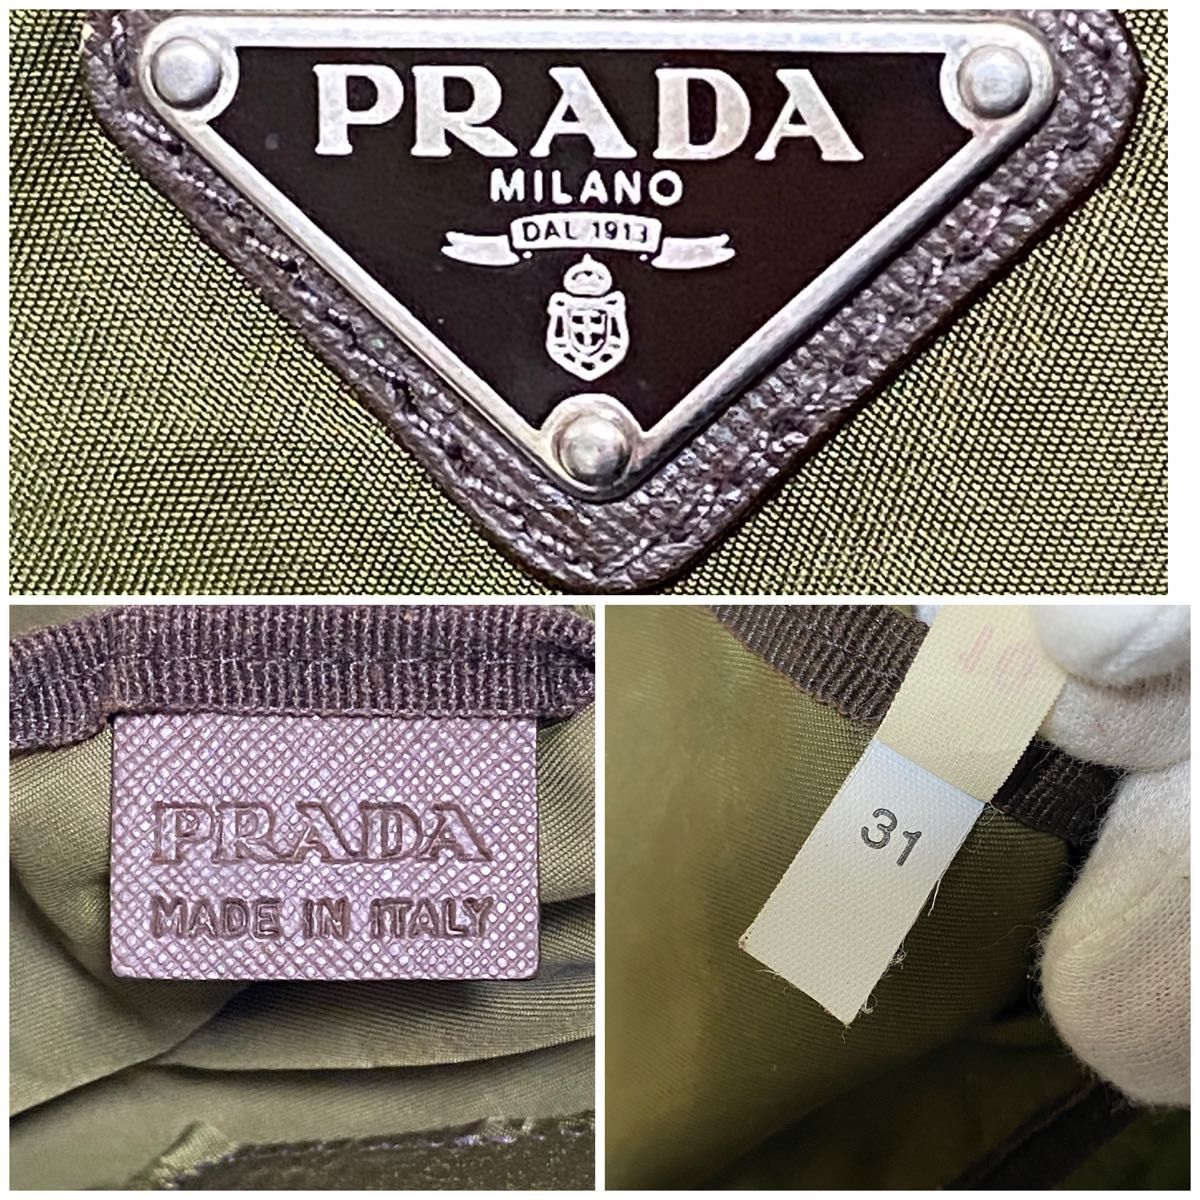 PRADA
MILANO
DAL 1913
PRADA
MADE IN ITALY
31